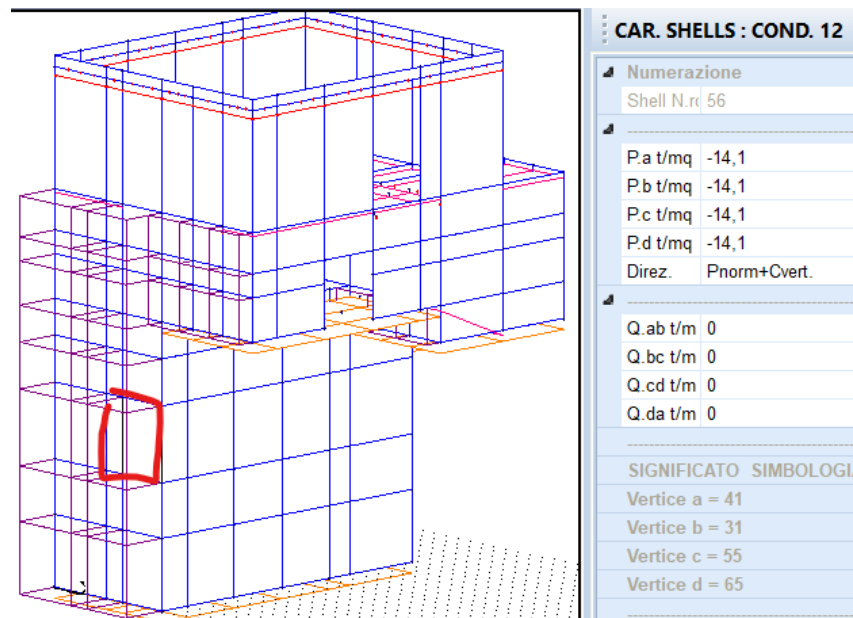 CAR. SHELLS : COND. 12
Numerazione
Shell N.ro 56
P.a t/mq -14,1
P.b t/mq -14,1
P.c t/mq -14,1
P.d t/mq -14,1
Direz. Pnorm+Cvert.
Q.ab t/m 0
Q.bc t/m 0
Q.cd t/m 0
Q.da t/m 0
SIGNIFICATO SIMBOLOGI
Vertice a = 41
Vertice b = 31
Vertice c = 55
Vertice d = 65